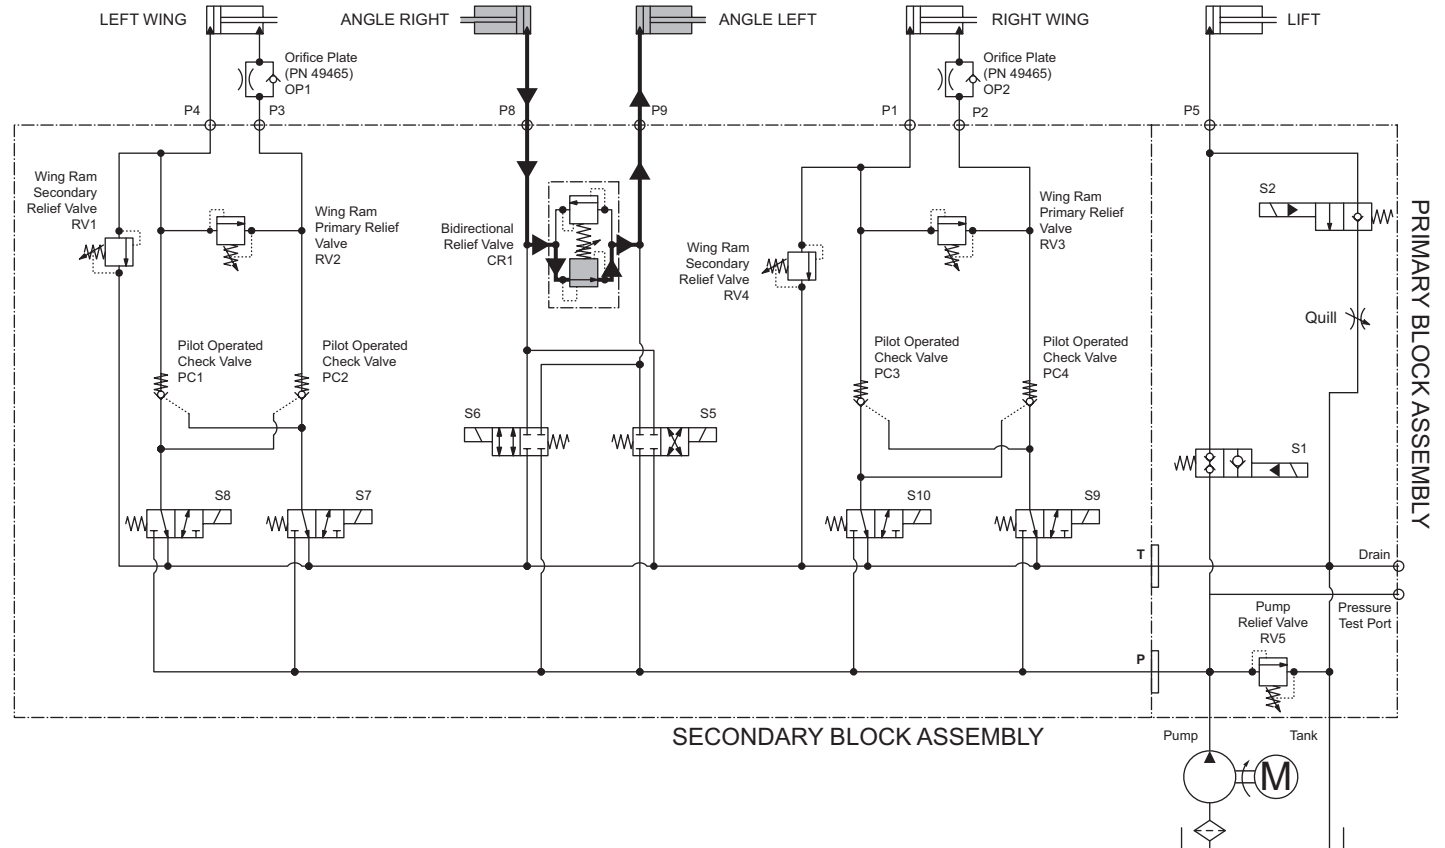 LEFT WING
ANGLE RIGHT
ANGLE LEFT
RIGHT WING
LIFT
Orifice Plate
(PN 49465)
OP1
Orifice Plate
(PN 49465)
OP2
P4
P3
P8
P9
P1
P2
P5
Wing Ram
Secondary
Relief Valve
RV1
Wing Ram
Primary Relief
Valve
RV2
Bidirectional
Relief Valve
CR1
Wing Ram
Secondary
Relief Valve
RV4
Wing Ram
Primary Relief
Valve
RV3
S2
Quill
PRIMARY BLOCK ASSEMBLY
Pilot Operated
Check Valve
PC1
Pilot Operated
Check Valve
PC2
Pilot Operated
Check Valve
PC3
Pilot Operated
Check Valve
PC4
S6
S5
S1
S8
S7
S10
S9
T
Drain
Pressure
Test Port
Pump
Relief Valve
RV5
P
SECONDARY BLOCK ASSEMBLY
Pump
Tank
M